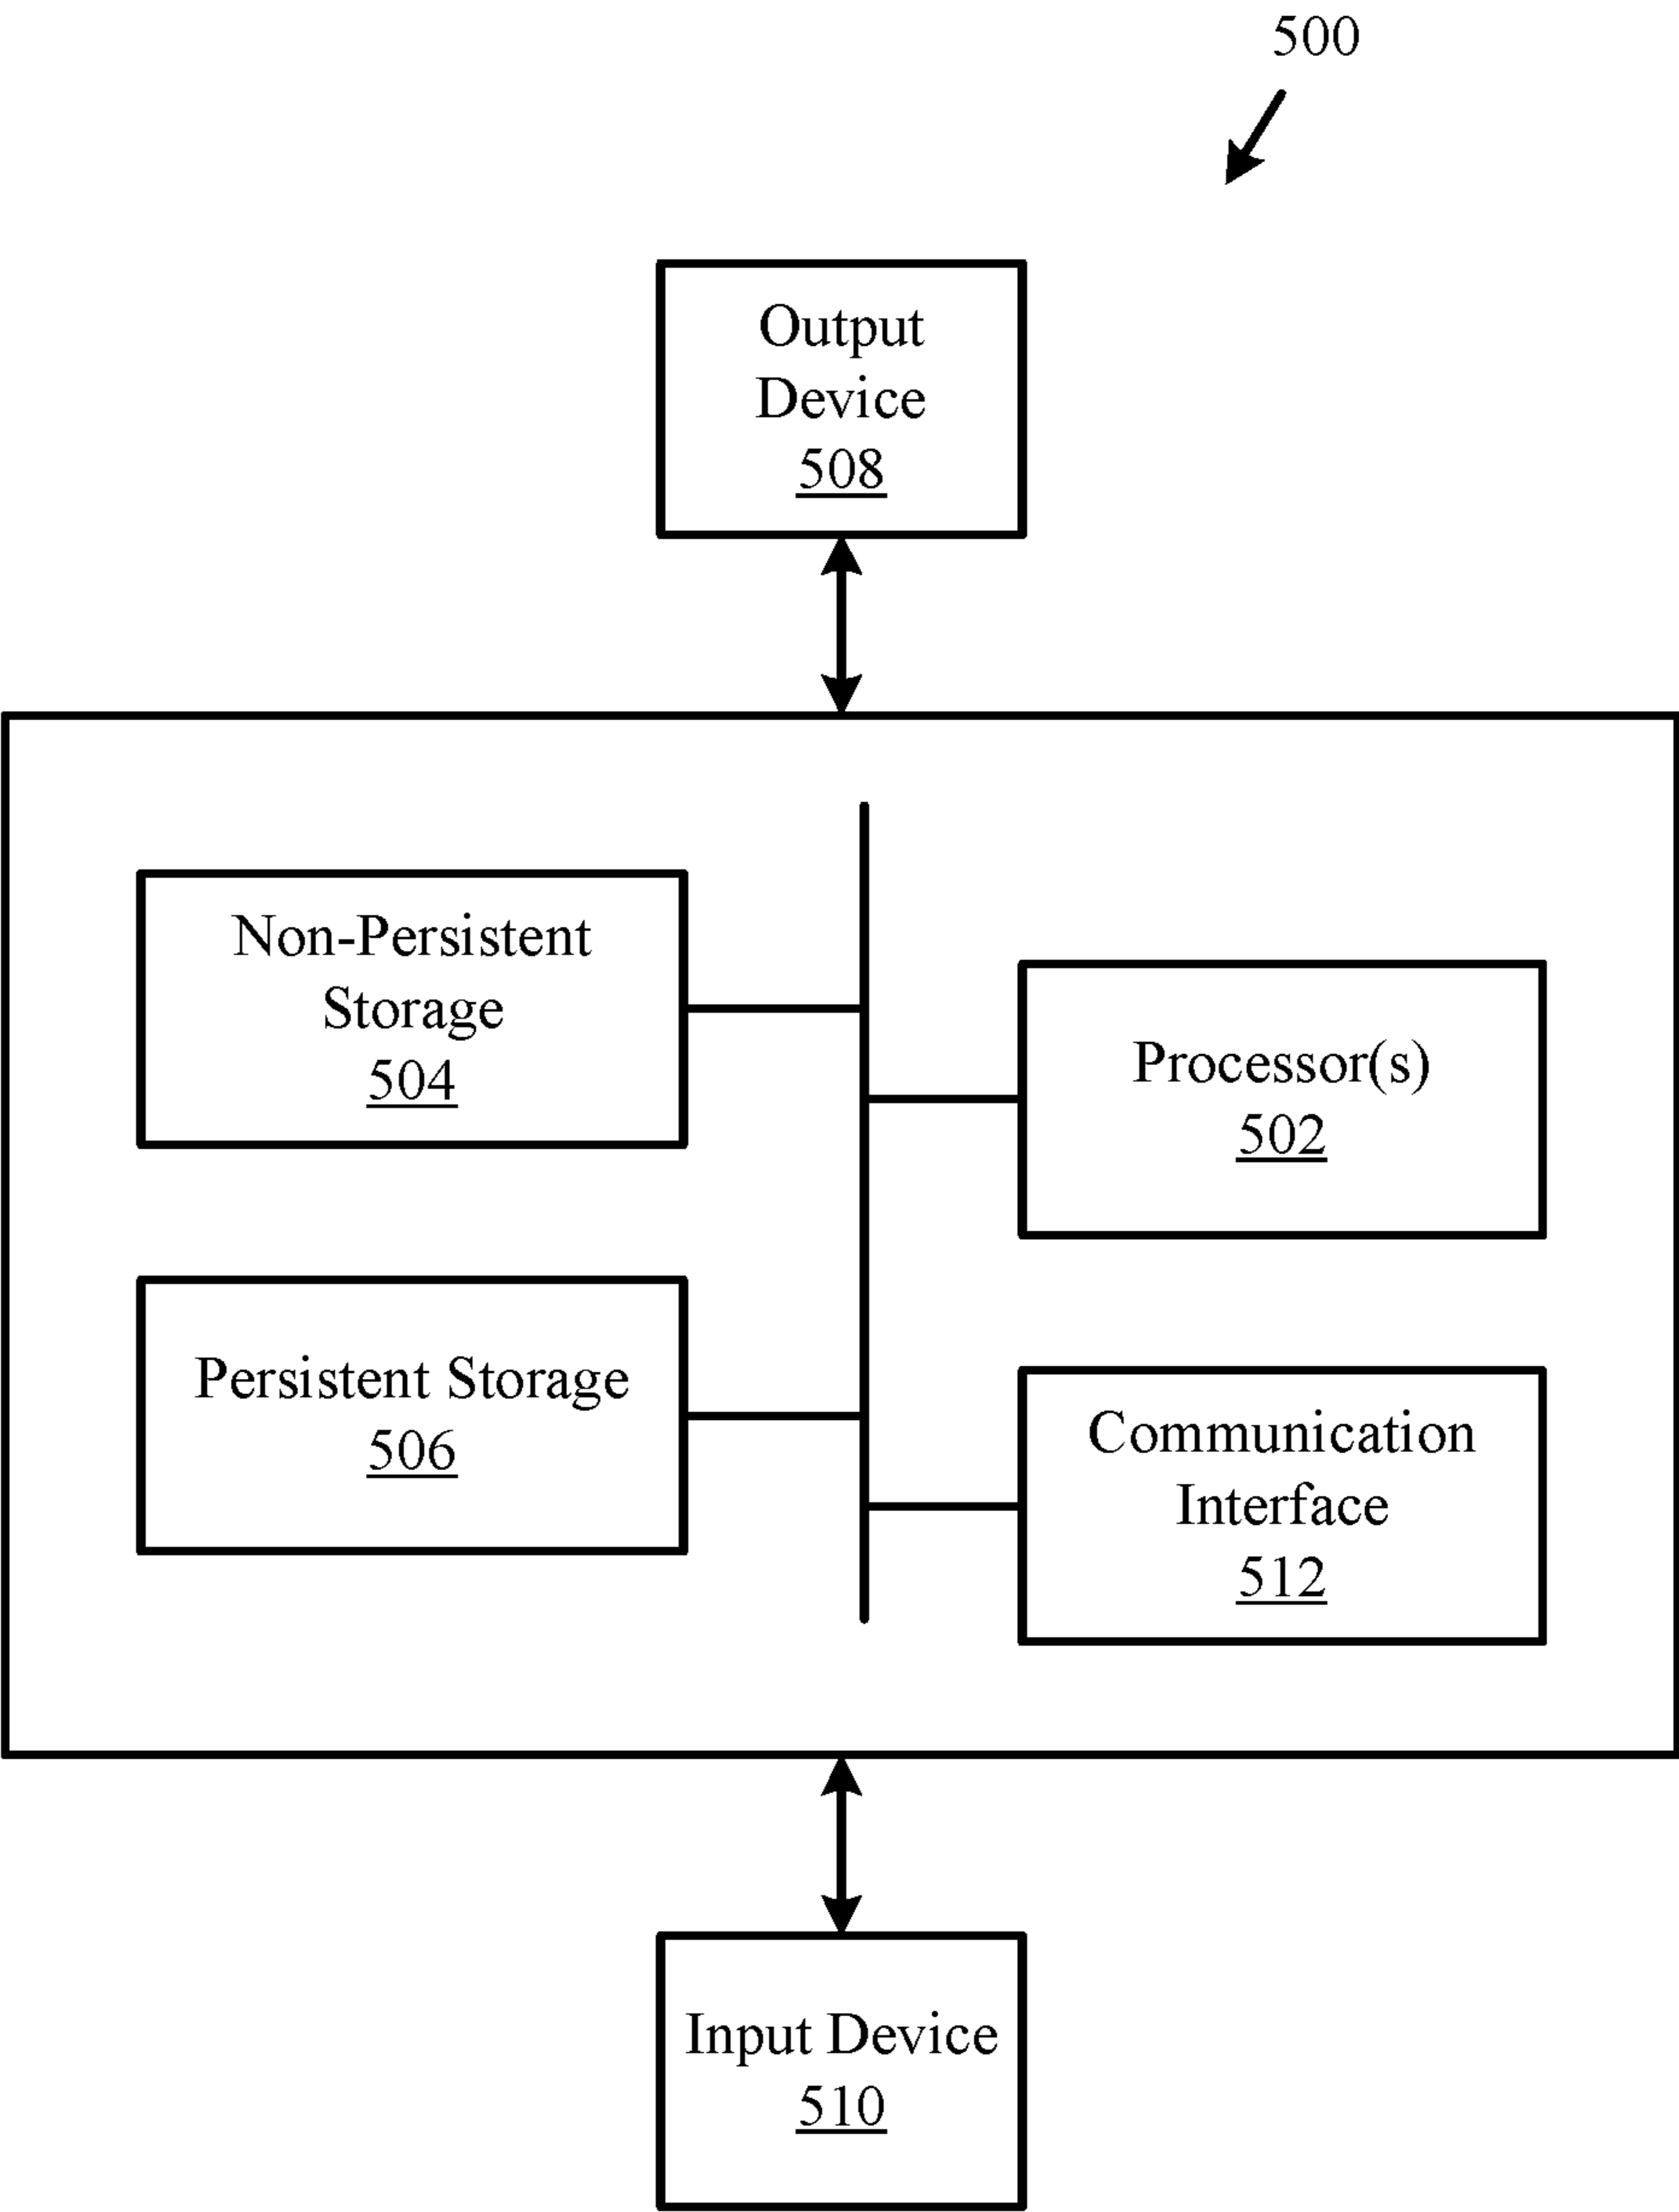 500
Output
Device
508
Non-Persistent
Storage
504
Processor(s)
502
Persistent Storage
506
Communication
Interface
512
Input Device
510